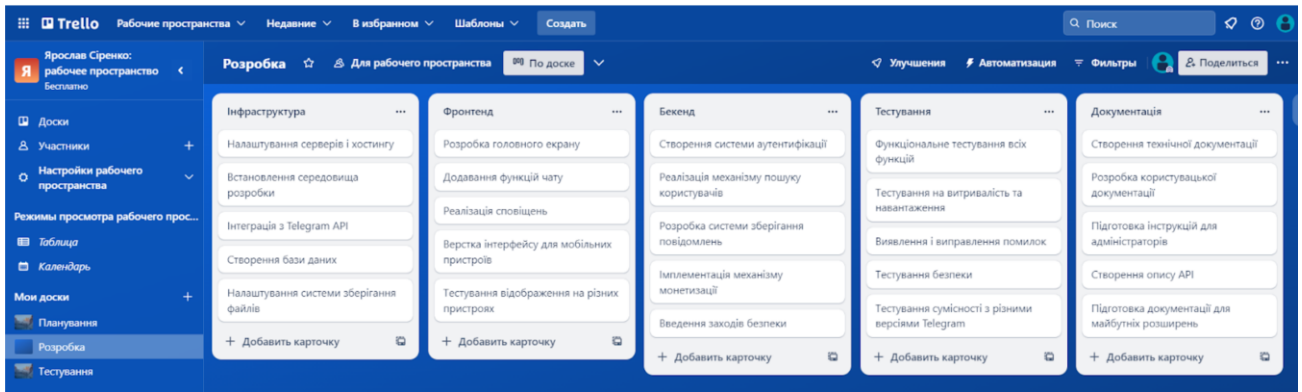 Trello
Рабочие пространства
Недавние
В избранном
Шаблоны
Создать
Поиск
Я
Ярослав Сіренко:
рабочее пространство
Бесплатно
Доски
Участники
Настройки рабочего
пространства
Режимы просмотра рабочего прос...
Таблица
Календарь
Мои доски
Планування
Розробка
Тестування
Розробка
Для рабочего пространства
По доске
Улучшения
Автоматизация
Фильтры
Поделиться
Інфраструктура
Налаштування серверів і хостингу
Встановлення середовища
розробки
Інтеграція з Telegram API
Створення бази даних
Налаштування системи зберігання
файлів
+ Добавить карточку
Фронтенд
Розробка головного екрану
Додавання функцій чату
Реалізація сповіщень
Верстка інтерфейсу для мобільних
пристроїв
Тестування відображення на різних
пристроях
+ Добавить карточку
Бекенд
Створення системи аутентифікації
Реалізація механізму пошуку
користувачів
Розробка системи зберігання
повідомлень
Імплементація механізму
монетизації
Введення заходів безпеки
+ Добавить карточку
Тестування
Функціональне тестування всіх
функцій
Тестування на витривалість та
навантаження
Виявлення і виправлення помилок
Тестування безпеки
Тестування сумісності з різними
версіями Telegram
+ Добавить карточку
Документація
Створення технічної документації
Розробка користувацької
документації
Підготовка інструкцій для
адміністраторів
Створення опису API
Підготовка документації для
майбутніх розширень
+ Добавить карточку